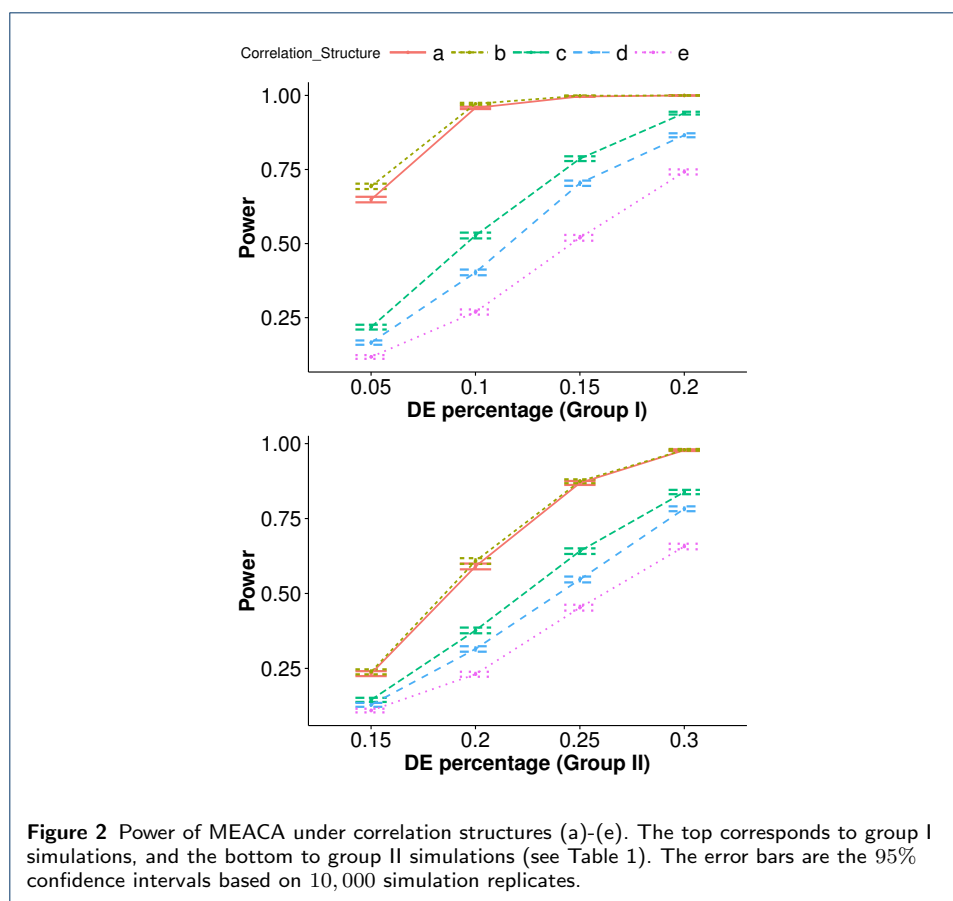 Correlation_Structure a b c d e
1.00
0.75
0.50
0.25
Power
0.05 0.1 0.15 0.2
DE percentage (Group I)
1.00
0.75
0.50
0.25
Power
0.15 0.2 0.25 0.3
DE percentage (Group II)
Figure 2 Power of MEACA under correlation structures (a)-(e). The top corresponds to group I
simulations, and the bottom to group II simulations (see Table 1). The error bars are the 95%
confidence intervals based on 10,000 simulation replicates.